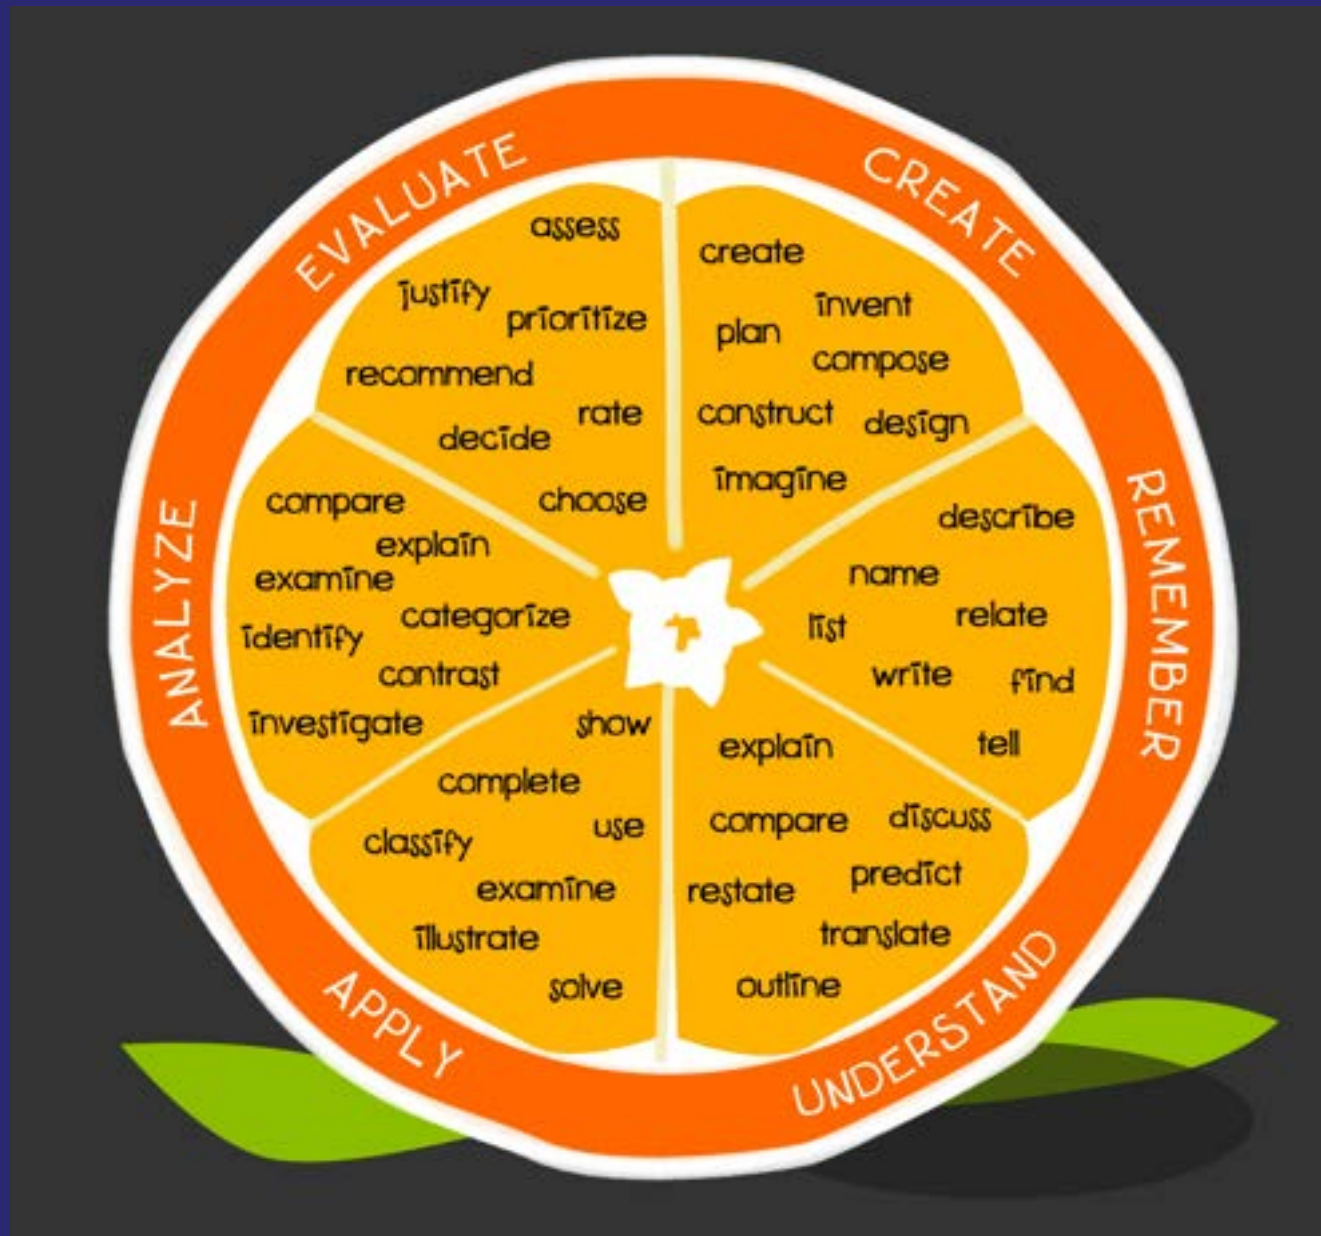 EVALUATE
assess
justify
prioritize
recommend
rate
decide
choose
CREATE
create
invent
plan
compose
construct
design
imagine
REMEMBER
describe
name
list
relate
write
find
tell
UNDERSTAND
explain
compare
discuss
restate
predict
translate
outline
APPLY
show
complete
use
classify
examine
illustrate
solve
ANALYZE
compare
explain
examine
categorize
identify
contrast
investigate